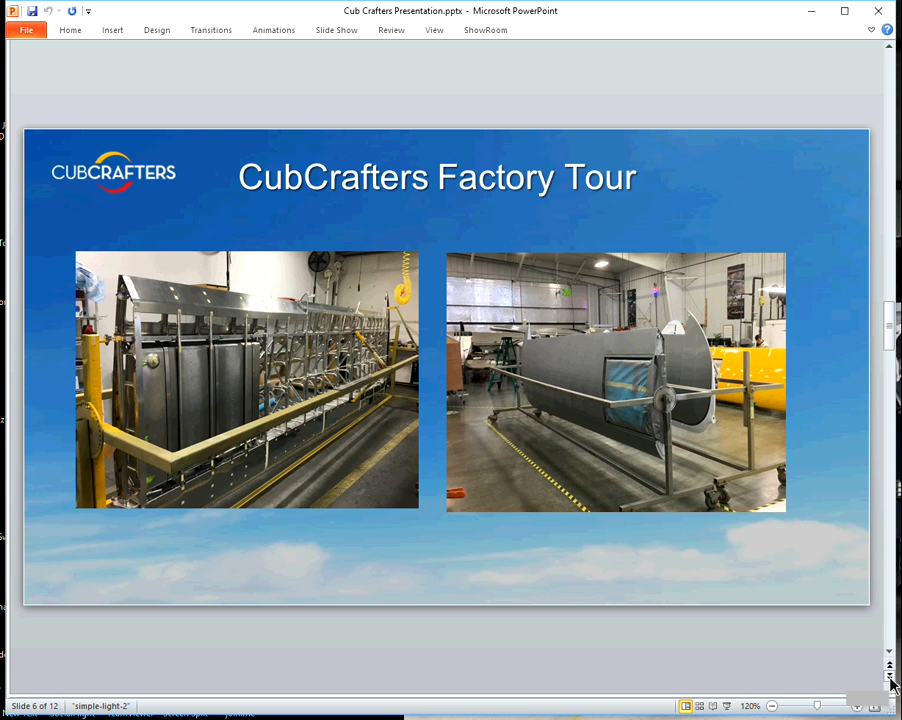 Cub Crafters Presentation.pptx - Microsoft PowerPoint
File Home Insert Design Transitions Animations Slide Show Review View ShowRoom
CUBCRAFTERS
CubCrafters Factory Tour
Slide 6 of 12 "simple-light-2" 120%